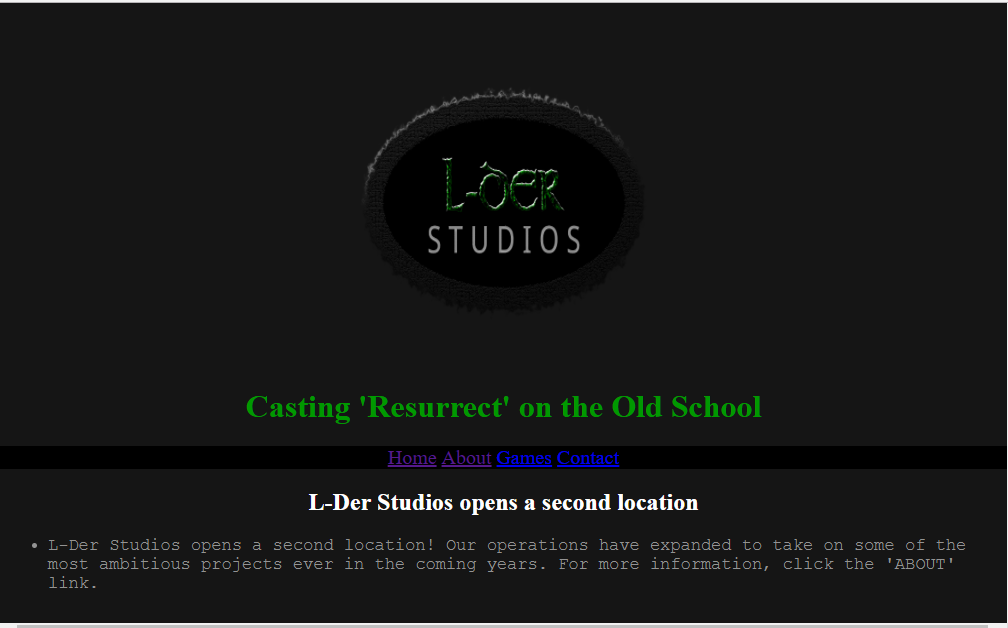 L-DER
STUDIOS
Casting 'Resurrect' on the Old School
Home About Games Contact
L-Der Studios opens a second location
• L-Der Studios opens a second location! Our operations have expanded to take on some of the
most ambitious projects ever in the coming years. For more information, click the 'ABOUT'
link.